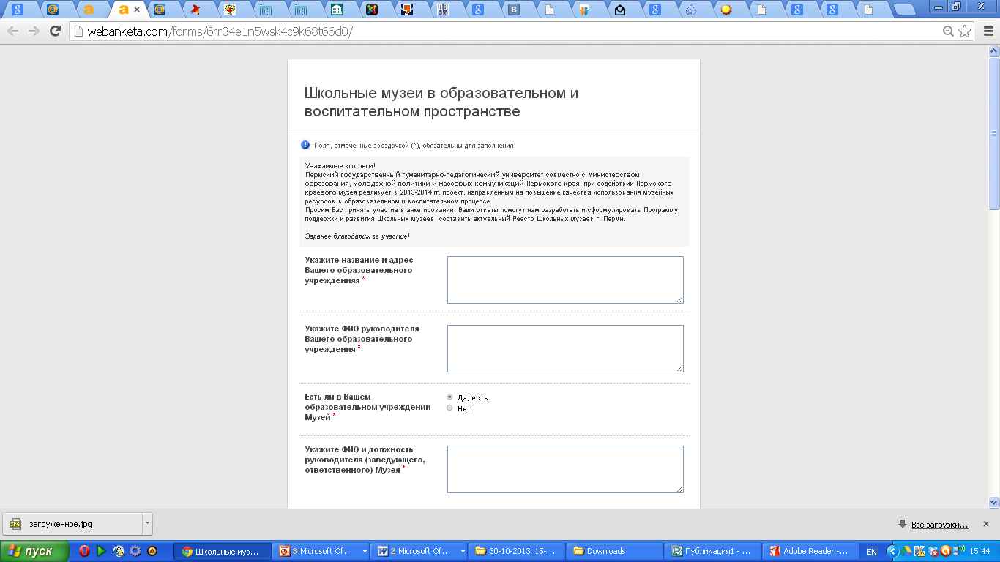 webanketa.com/forms/6rr34e1n5wsk4c9k68t66d0/
Школьные музеи в образовательном и
воспитательном пространстве
Поля, отмеченные звёздочкой (*), обязательны для заполнения!
Уважаемые коллеги!
Пермский государственный гуманитарно-педагогический университет совместно с Министерством
образования, молодежной политики и массовых коммуникаций Пермского края, при содействии Пермского
краевого музея реализует в 2013-2014 гг. проект, направленным на повышение качества использования музейных
ресурсов в образовательном и воспитательном процессе.
Просим Вас принять участие в анкетировании. Ваши ответы помогут нам разработать и сформулировать Программу
поддержки и развития Школьных музеев, составить актуальный Реестр Школьных музеев г. Перми.
Заранее благодарим за участие!
Укажите название и адрес
Вашего образовательного
учрежденияя *
Укажите ФИО руководителя
Вашего образовательного
учреждения *
Есть ли в Вашем
образовательном учреждении
Музей *
Да, есть
Нет
Укажите ФИО и должность
руководителя (заведующего,
ответственного) Музея *
загруженное.jpg
Все загрузки...
пуск
Школьные муз...
3 Microsoft Of...
2 Microsoft Of...
30-10-2013_15-...
Downloads
Публикация1 - ...
Adobe Reader -...
EN
15:44